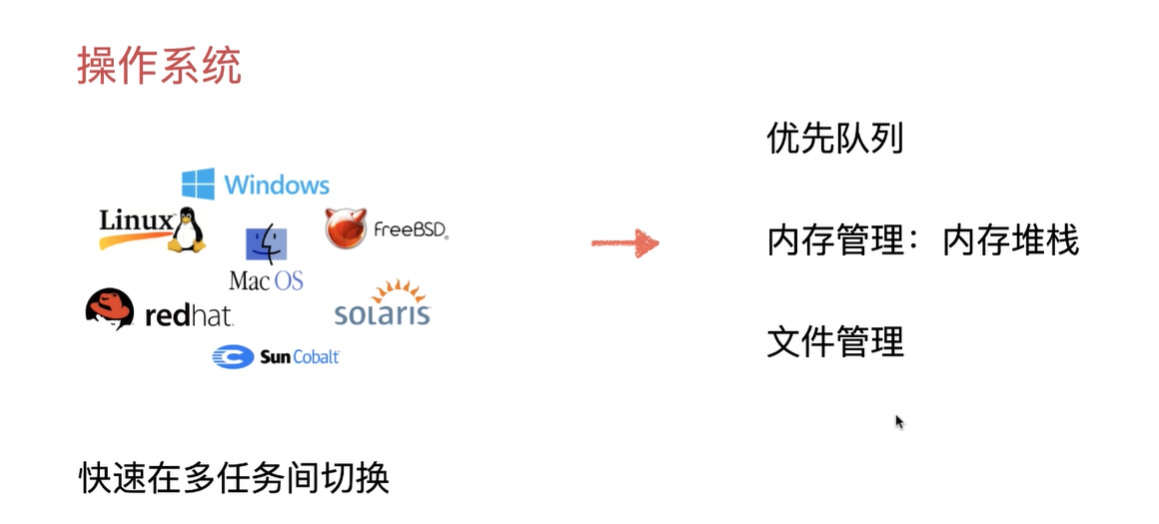 操作系统
优先队列
Windows
Linux
FreeBSD
内存管理：内存堆栈
Mac OS
redhat.
solaris
文件管理
Sun Cobalt
快速在多任务间切换